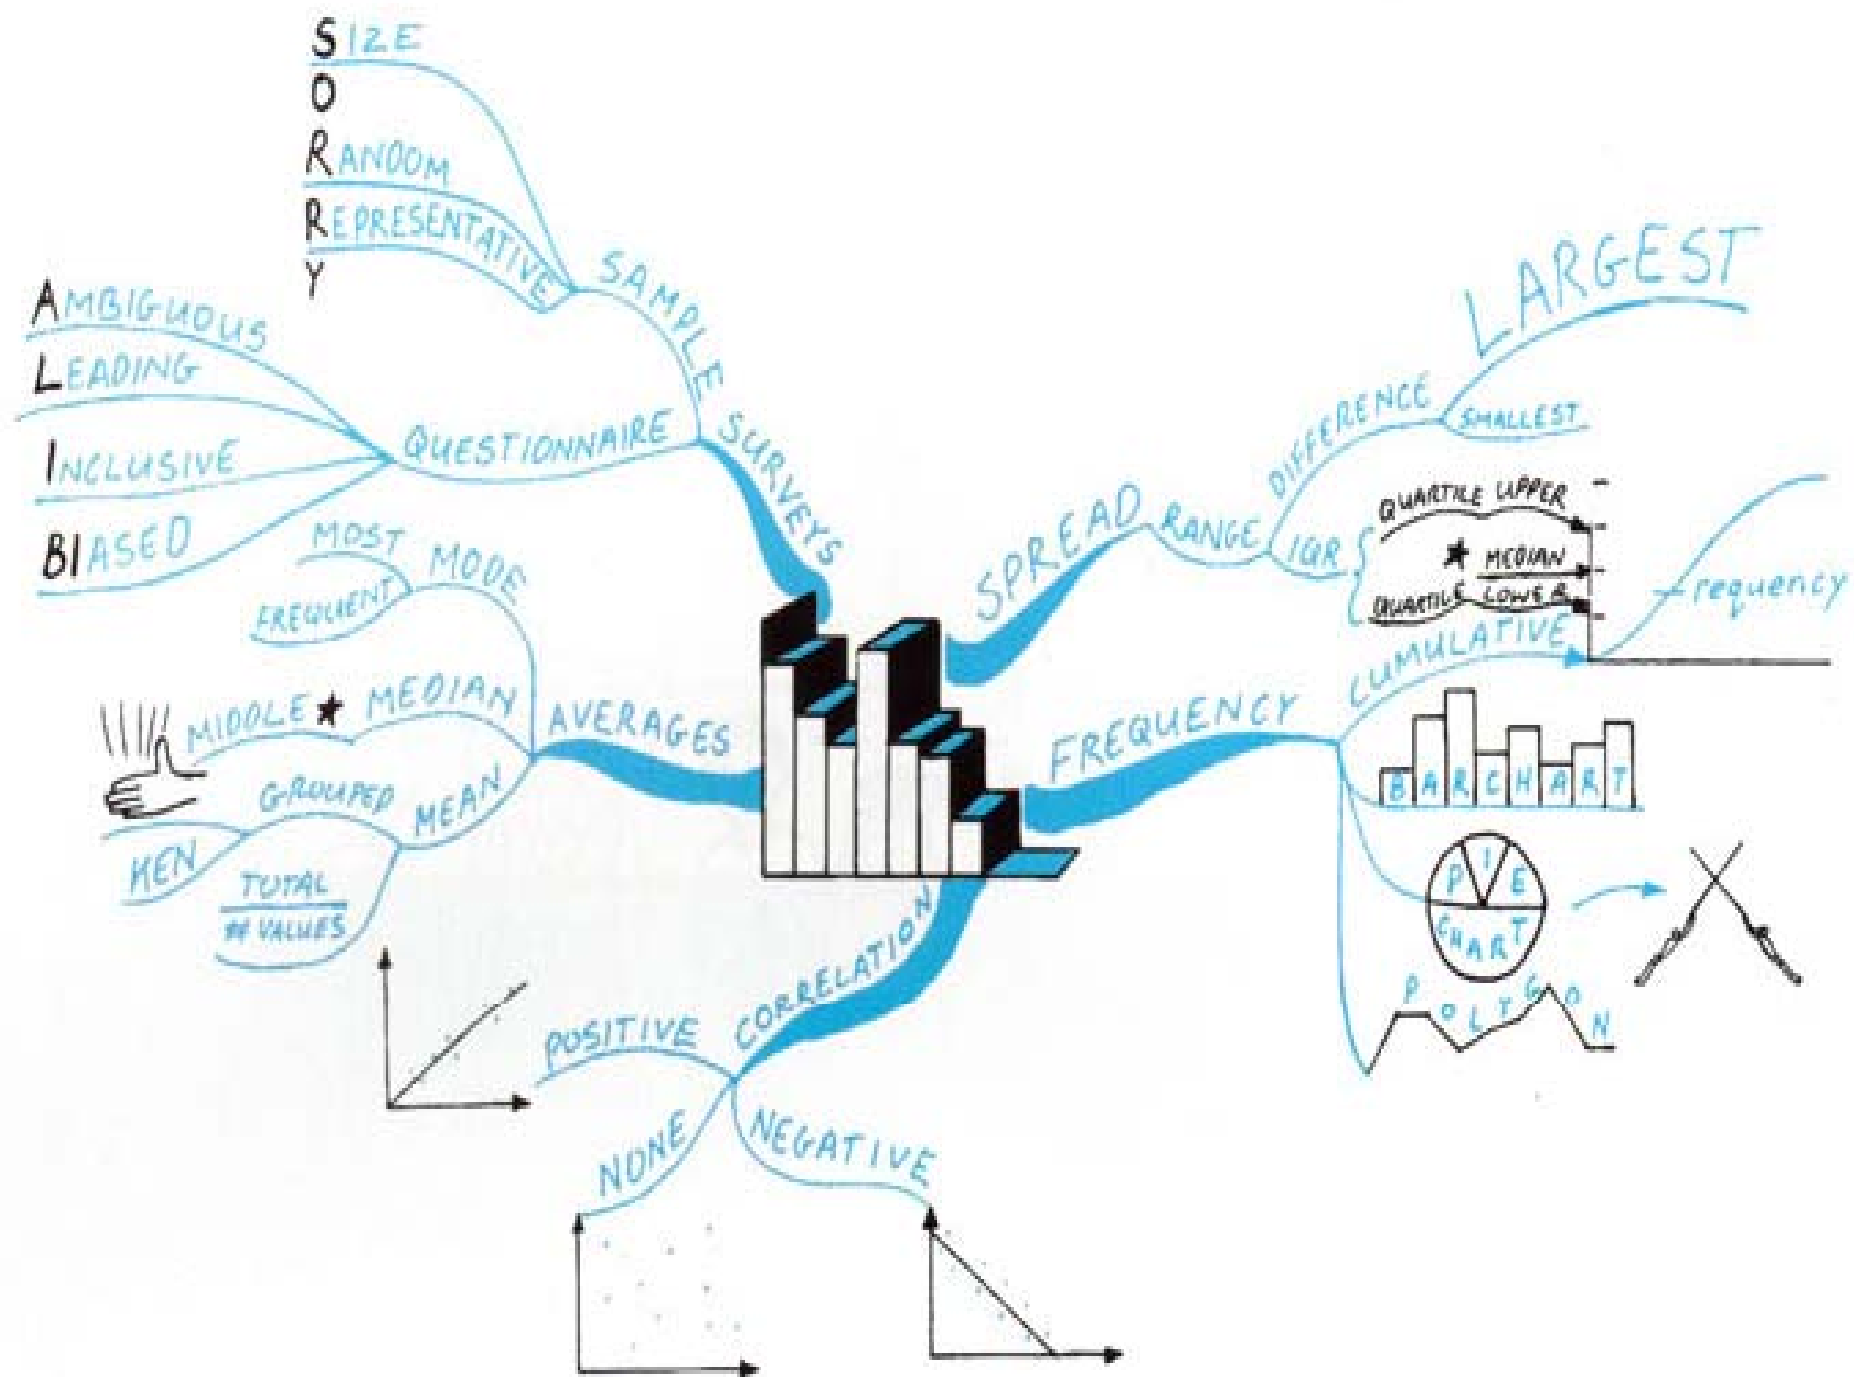 SIZE
O
RANDOM
REPRESENTATIVE
Y
SAMPLE
AMBIGUOUS
LEADING
INCLUSIVE
BIASED
QUESTIONNAIRE
SURVEYS
MOST
FREQUENT
MODE
MIDDLE ★ MEDIAN
AVERAGES
GROUPED
MEAN
KEN
TOTAL
# VALUES
POSITIVE
CORRELATION
NONE
NEGATIVE
SPREAD
RANGE
DIFFERENCE
LARGEST
SMALLEST
IQR
QUARTILE UPPER
★ MEDIAN
QUARTILE LOWER
FREQUENCY
CUMULATIVE
requency
BARCHART
PIE
CHART
POLYGON